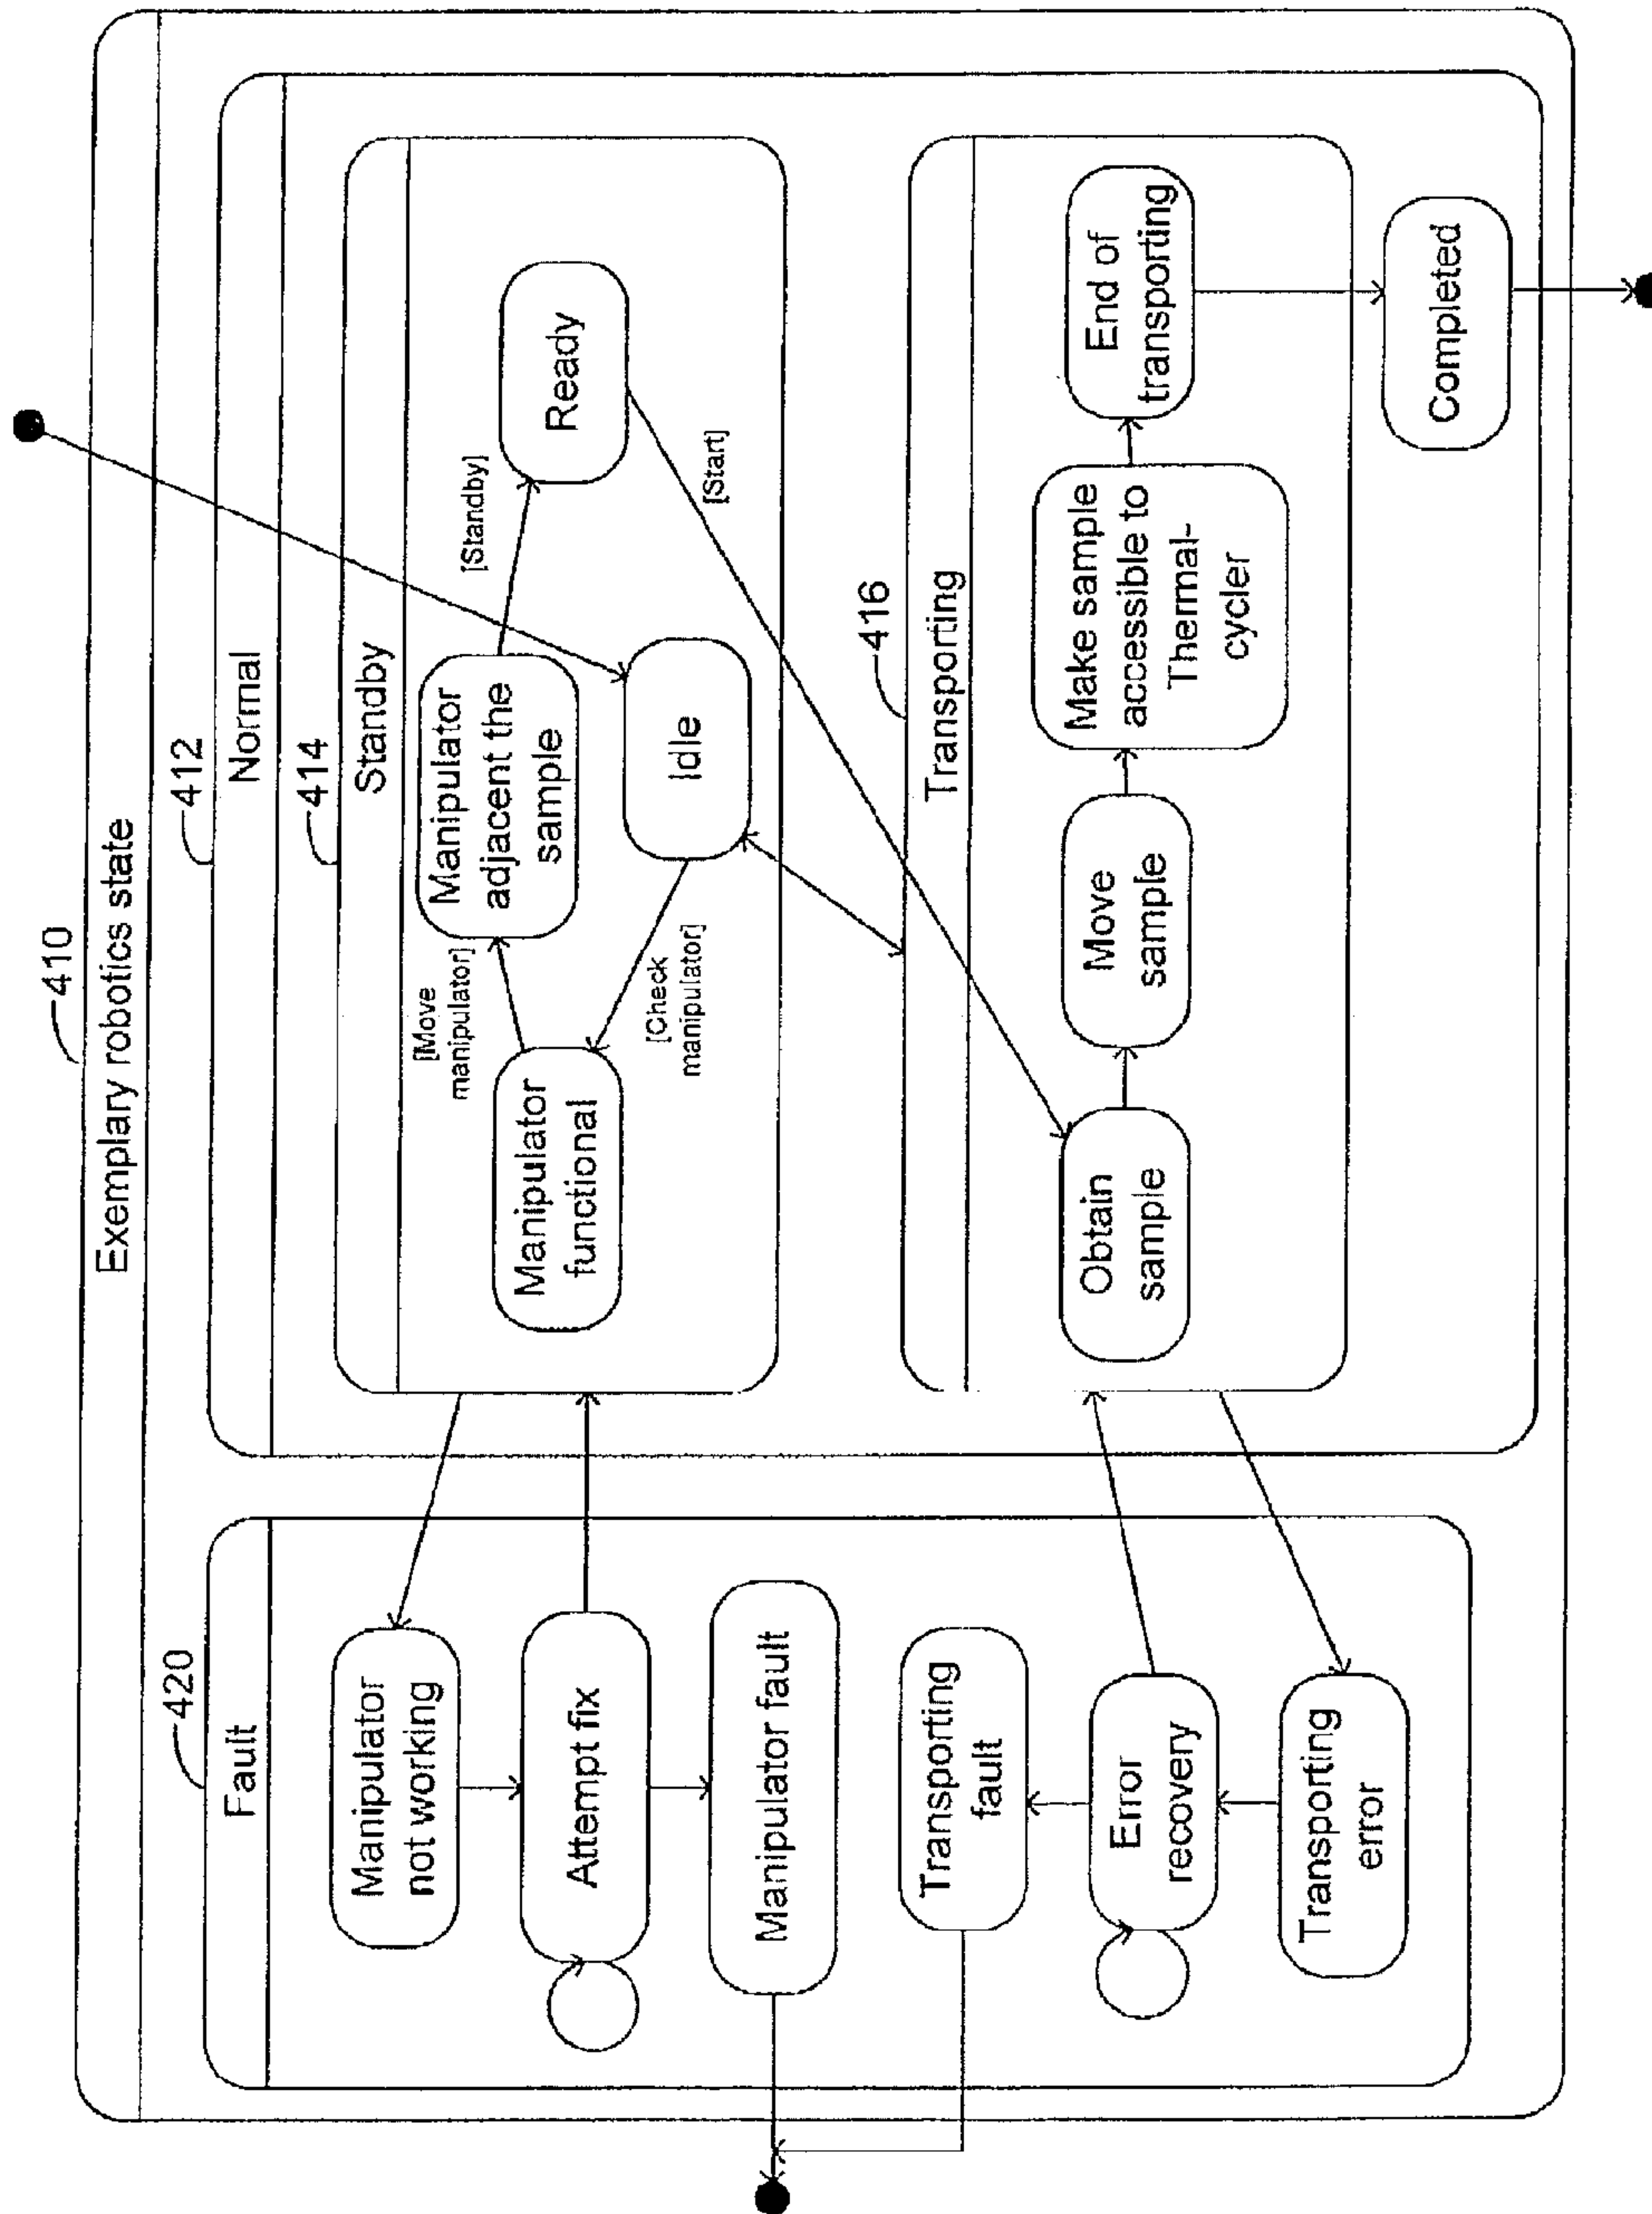 410
Exemplary robotics state
420
Fault
Manipulator
not working
Attempt fix
Manipulator fault
Transporting
fault
Error
recovery
Transporting
error
412
Normal
414
Standby
Manipulator
functional
[Move
manipulator]
Manipulator
adjacent the
sample
[Standby]
Ready
[Check
manipulator]
Idle
[Start]
416
Transporting
Obtain
sample
Move
sample
Make sample
accessible to
Thermal-
cycler
End of
transporting
Completed